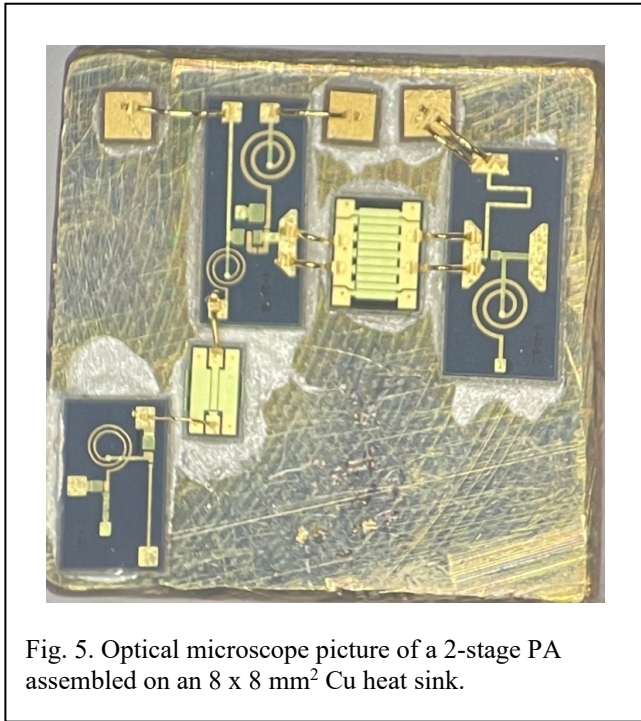 Fig. 5. Optical microscope picture of a 2-stage PA
assembled on an 8 x 8 mm² Cu heat sink.